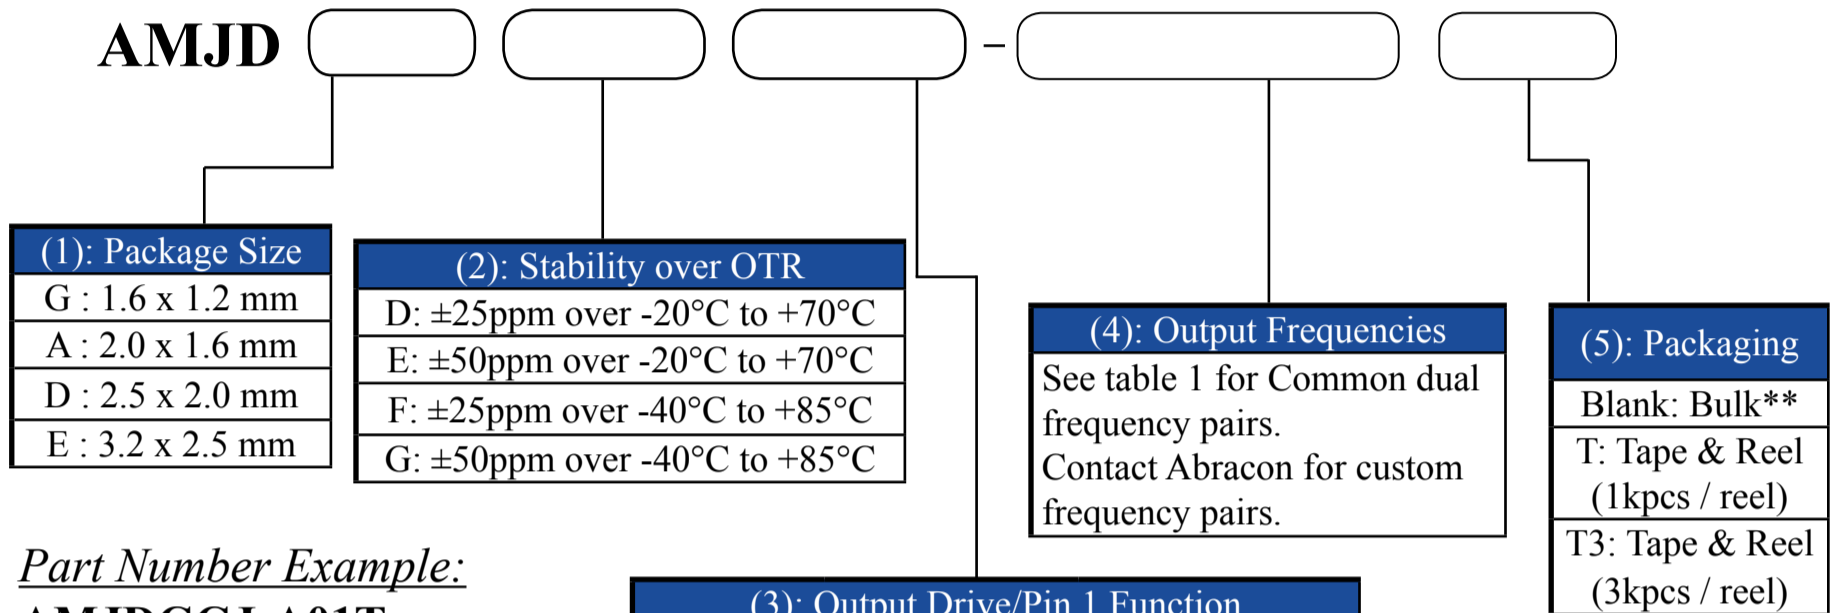 AMJD –
(1): Package Size
G : 1.6 x 1.2 mm
A : 2.0 x 1.6 mm
D : 2.5 x 2.0 mm
E : 3.2 x 2.5 mm
(2): Stability over OTR
D: ±25ppm over -20°C to +70°C
E: ±50ppm over -20°C to +70°C
F: ±25ppm over -40°C to +85°C
G: ±50ppm over -40°C to +85°C
(4): Output Frequencies
See table 1 for Common dual
frequency pairs.
Contact Abracon for custom
frequency pairs.
(5): Packaging
Blank: Bulk**
T: Tape & Reel
(1kpcs / reel)
T3: Tape & Reel
(3kpcs / reel)
Part Number Example:
(3): Output Drive/Pin 1 Function